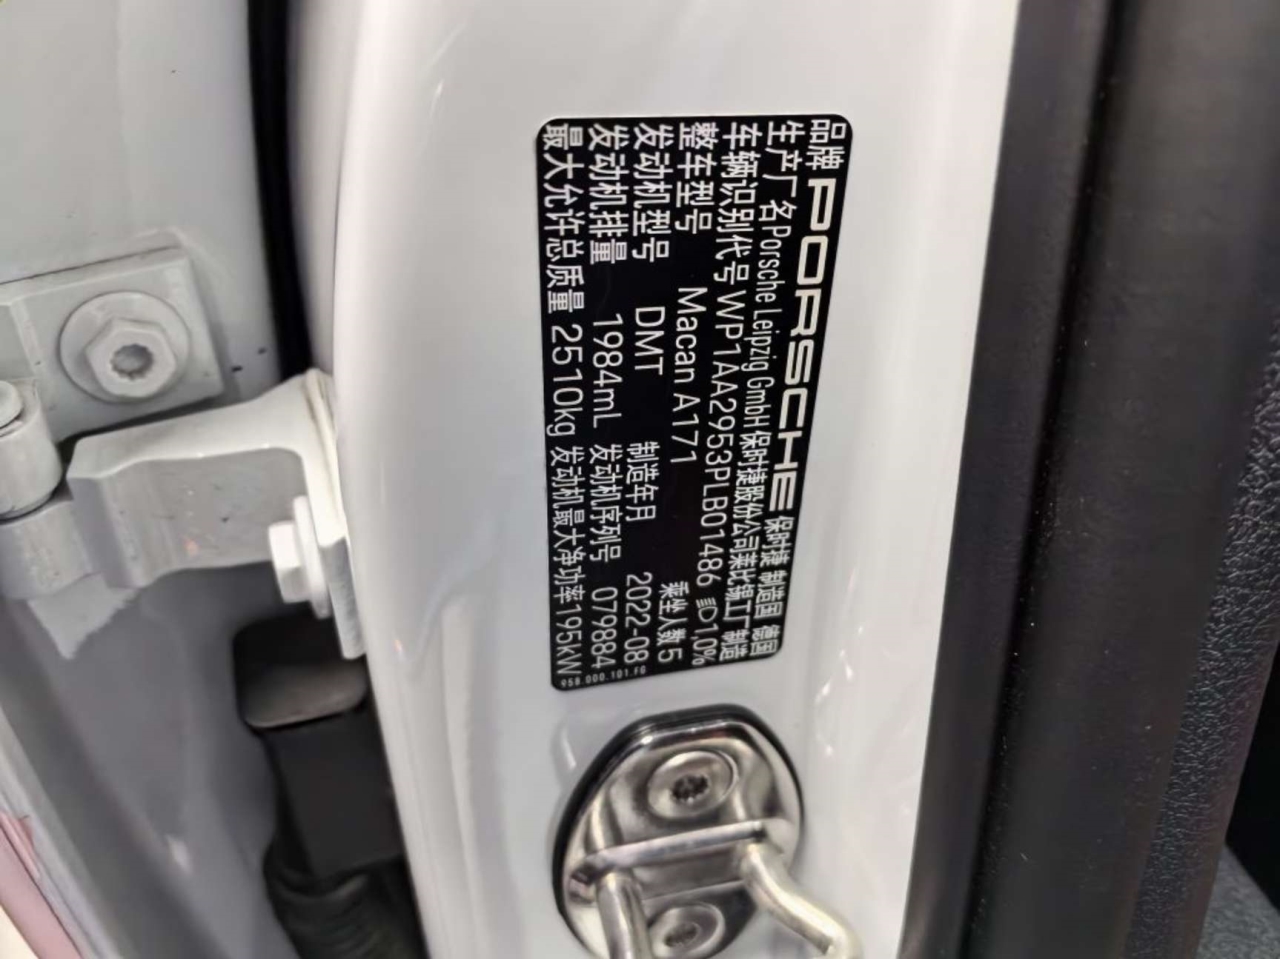 品牌 PORSCHE 保时捷 制造国 德国
生产厂名 Porsche Leipzig GmbH 保时捷股份公司莱比锡工厂 制造
车辆识别代号 WP1AA2953PLB01486 1,0%
整车型号 Macan A171 乘坐人数 5
发动机型号 DMT 制造年月 2022-08
发动机排量 1984mL 发动机序列号 079884
最大允许总质量 2510kg 发动机最大净功率195kW
958.000.101.F0